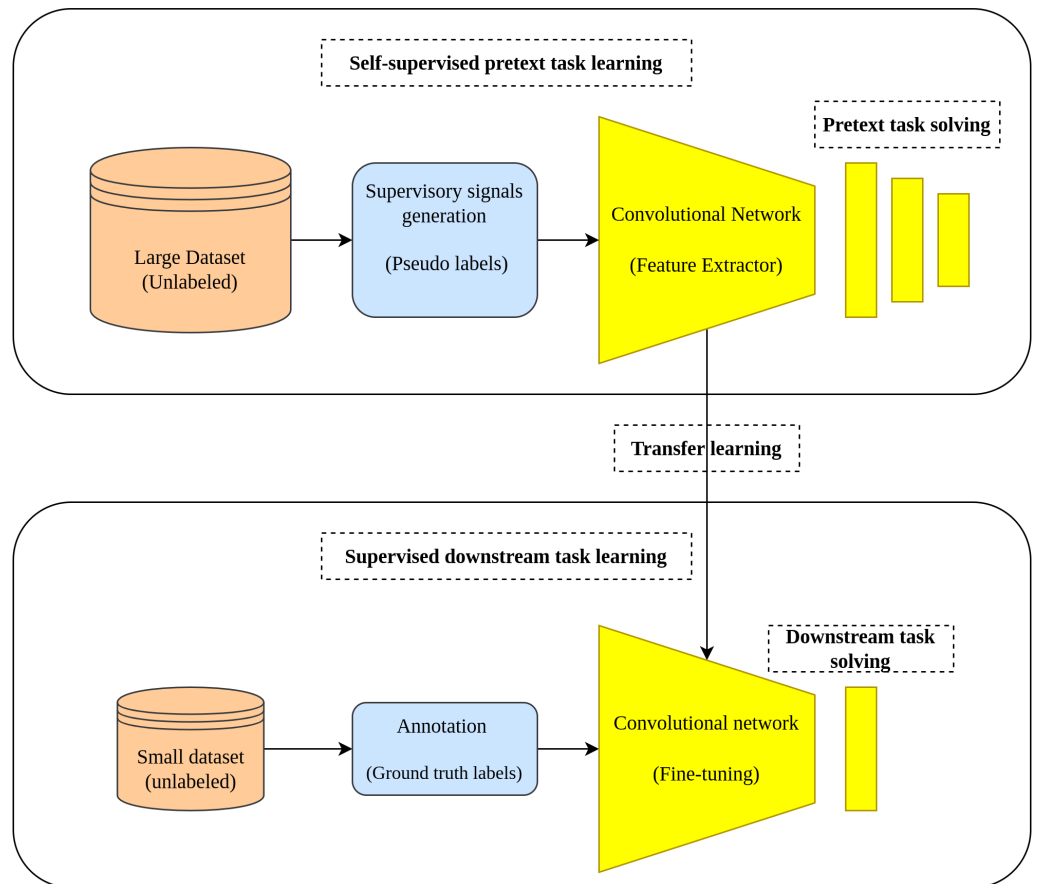 Self-supervised pretext task learning
Pretext task solving
Large Dataset
(Unlabeled)
Supervisory signals
generation
(Pseudo labels)
Convolutional Network
(Feature Extractor)
Transfer learning
Supervised downstream task learning
Downstream task
solving
Small dataset
(unlabeled)
Annotation
(Ground truth labels)
Convolutional network
(Fine-tuning)